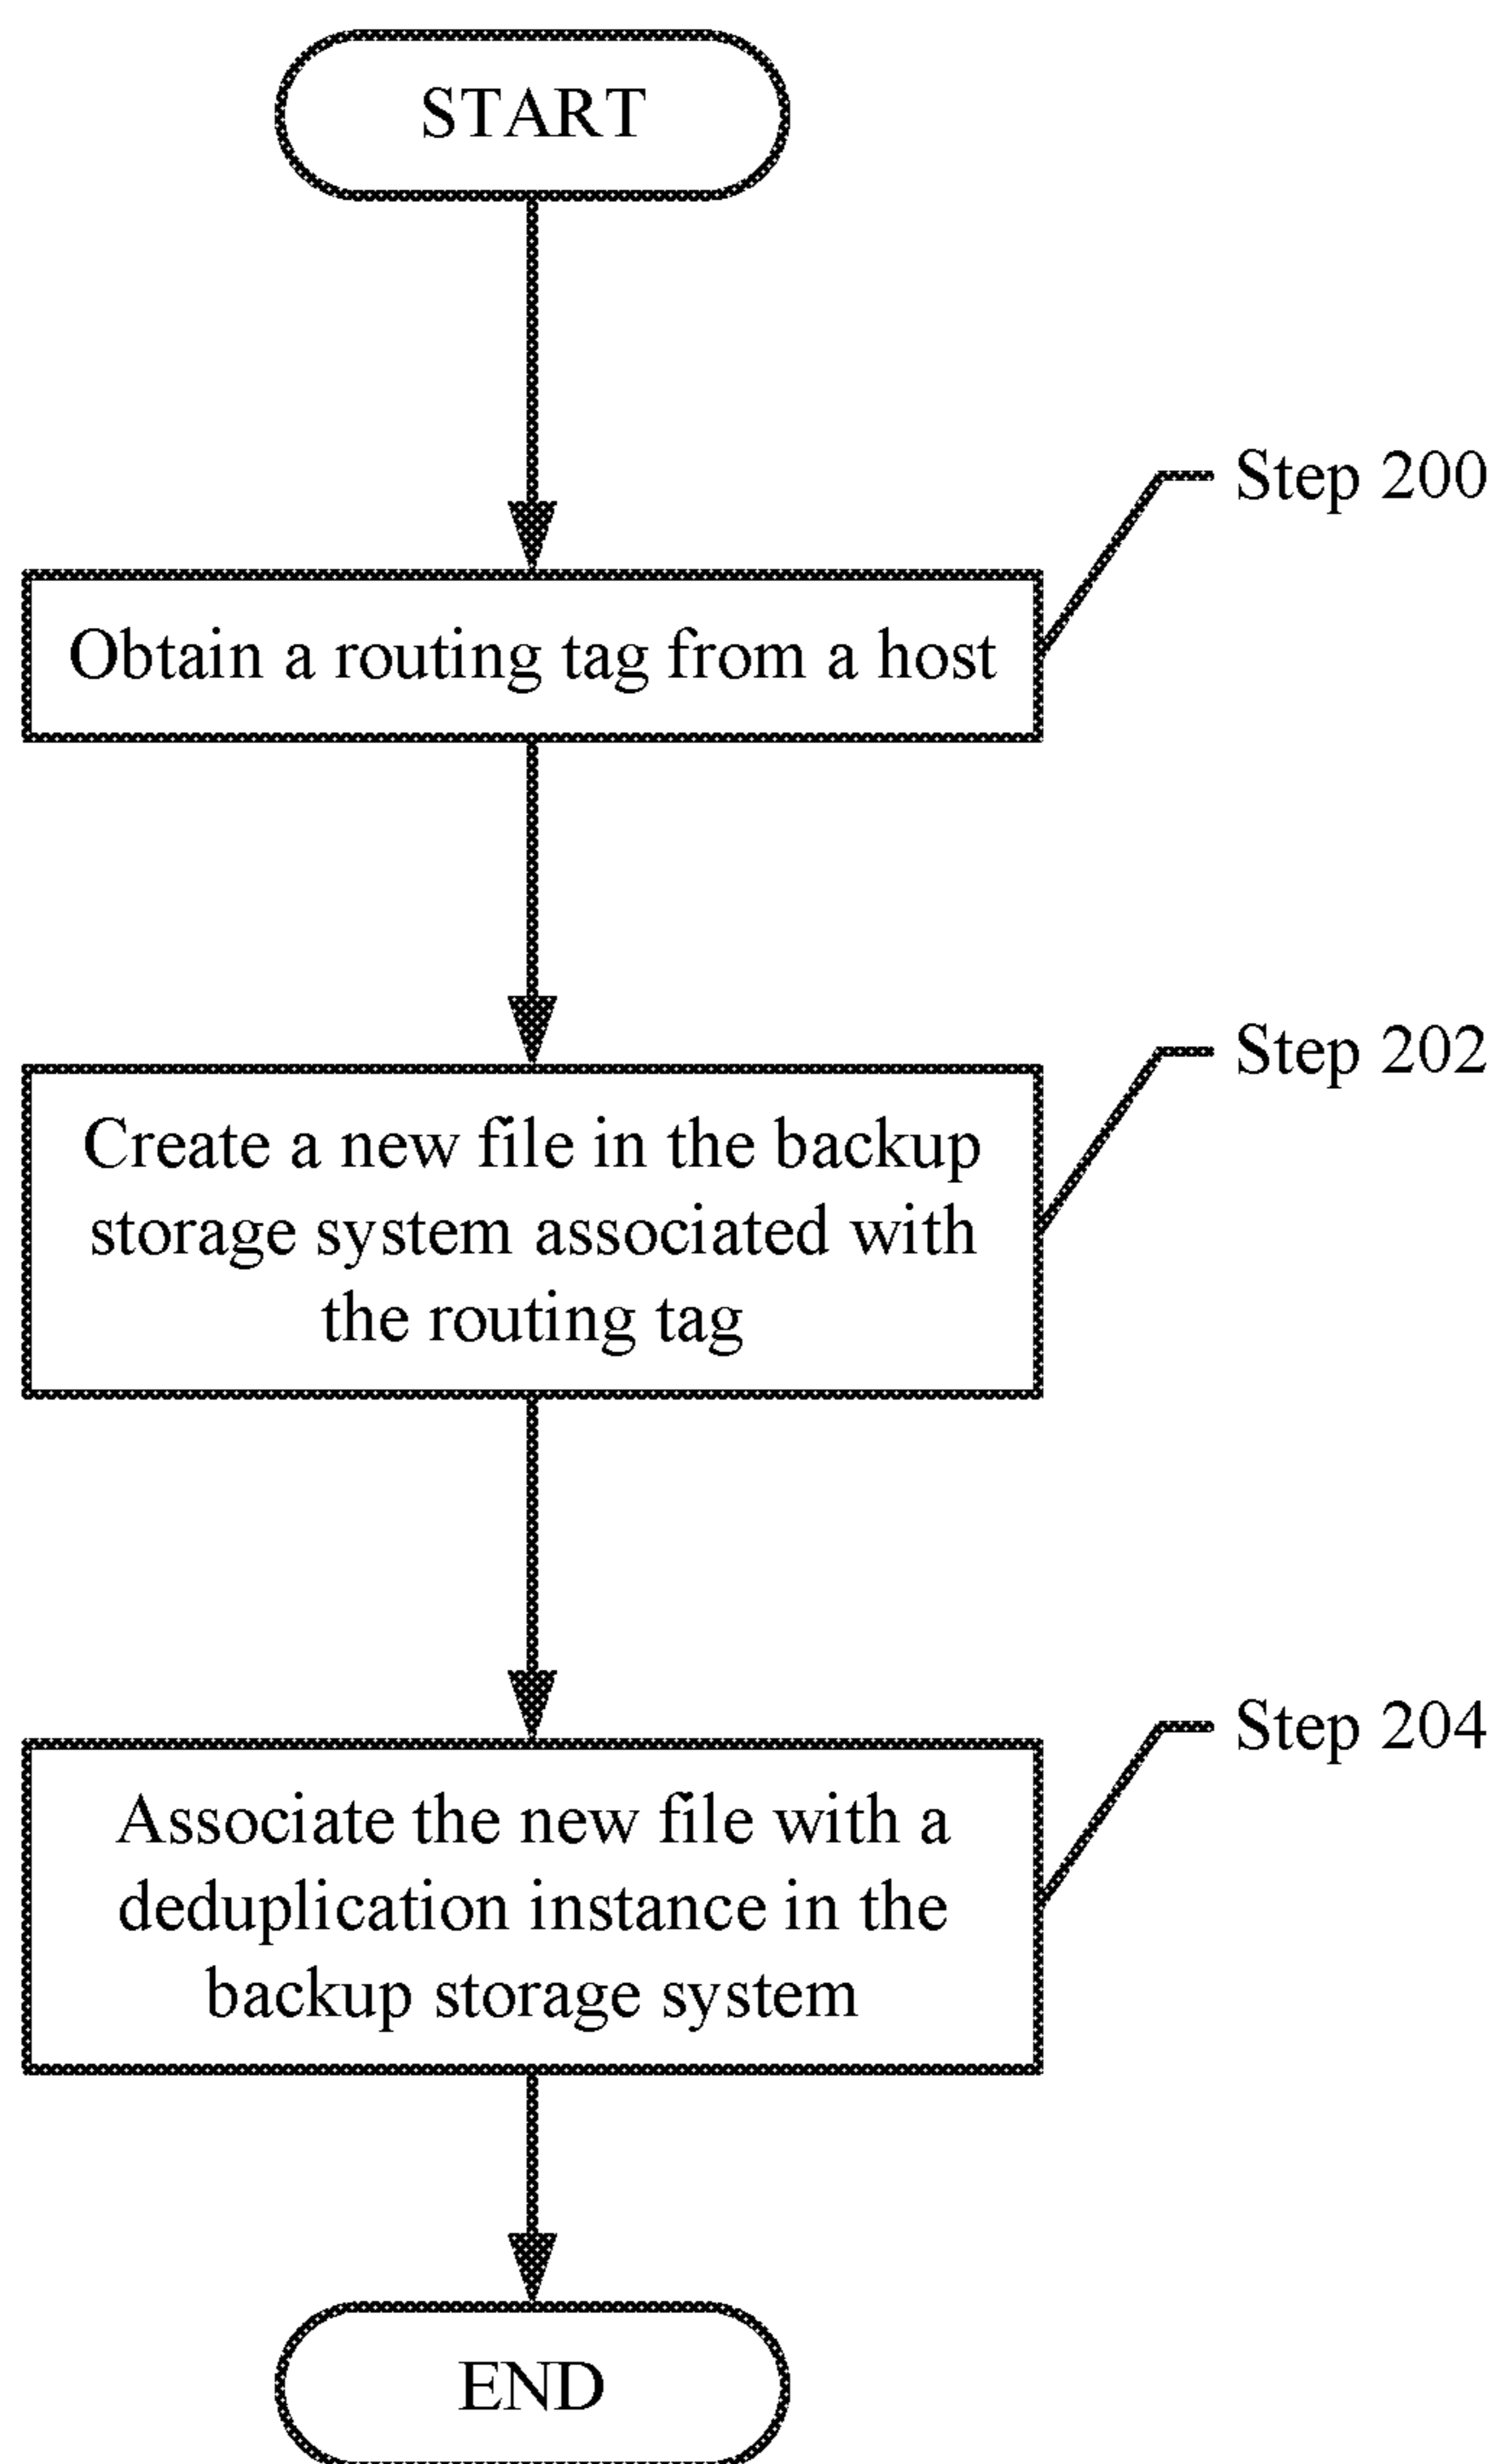 START
Step 200
Obtain a routing tag from a host
Step 202
Create a new file in the backup
storage system associated with
the routing tag
Step 204
Associate the new file with a
deduplication instance in the
backup storage system
END